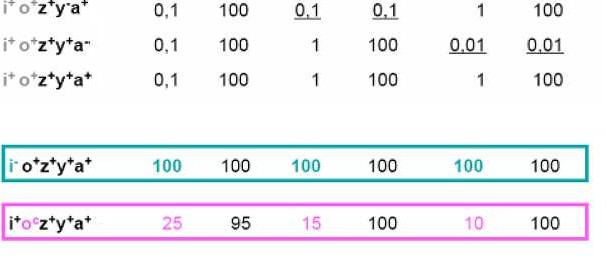 i⁺ o⁺z⁺y⁻a⁺ 0,1 100 0,1 0,1 1 100
i⁺ o⁺z⁺y⁺a⁻ 0,1 100 1 100 0,01 0,01
i⁺ o⁺z⁺y⁺a⁺ 0,1 100 1 100 1 100
i⁻ o⁺z⁺y⁺a⁺ 100 100 100 100 100 100
i⁺oᶜz⁺y⁺a⁺ 25 95 15 100 10 100